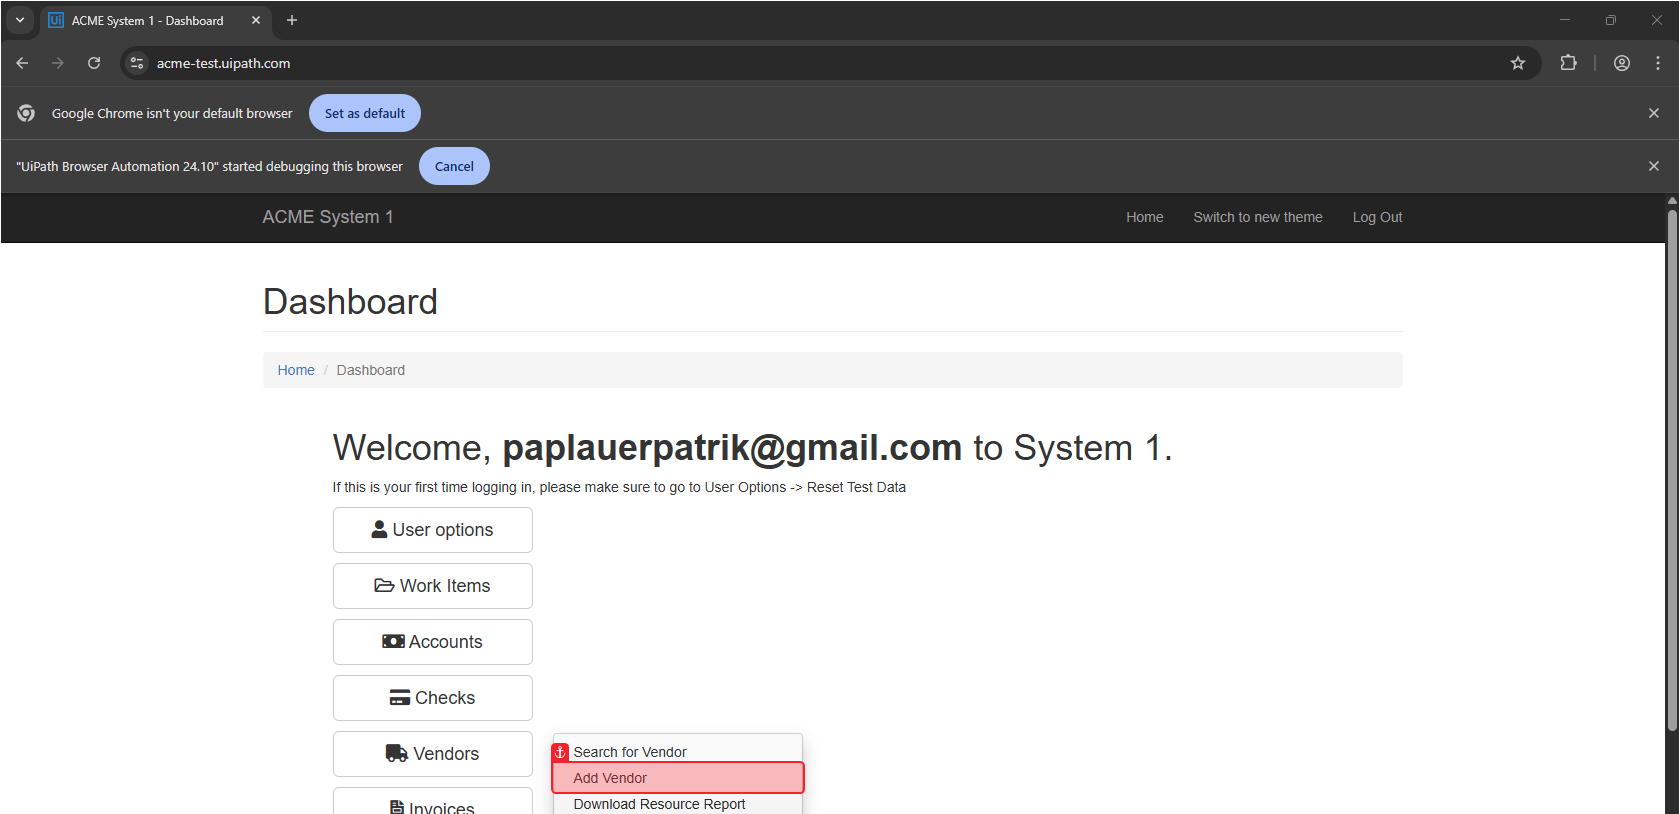 ACME System 1 - Dashboard
acme-test.uipath.com
Google Chrome isn't your default browser
Set as default
"UiPath Browser Automation 24.10" started debugging this browser
Cancel
ACME System 1
Home
Switch to new theme
Log Out
Dashboard
Home / Dashboard
Welcome, paplauerpatrik@gmail.com to System 1.
If this is your first time logging in, please make sure to go to User Options -> Reset Test Data
User options
Work Items
Accounts
Checks
Vendors
Search for Vendor
Add Vendor
Download Resource Report
Invoices